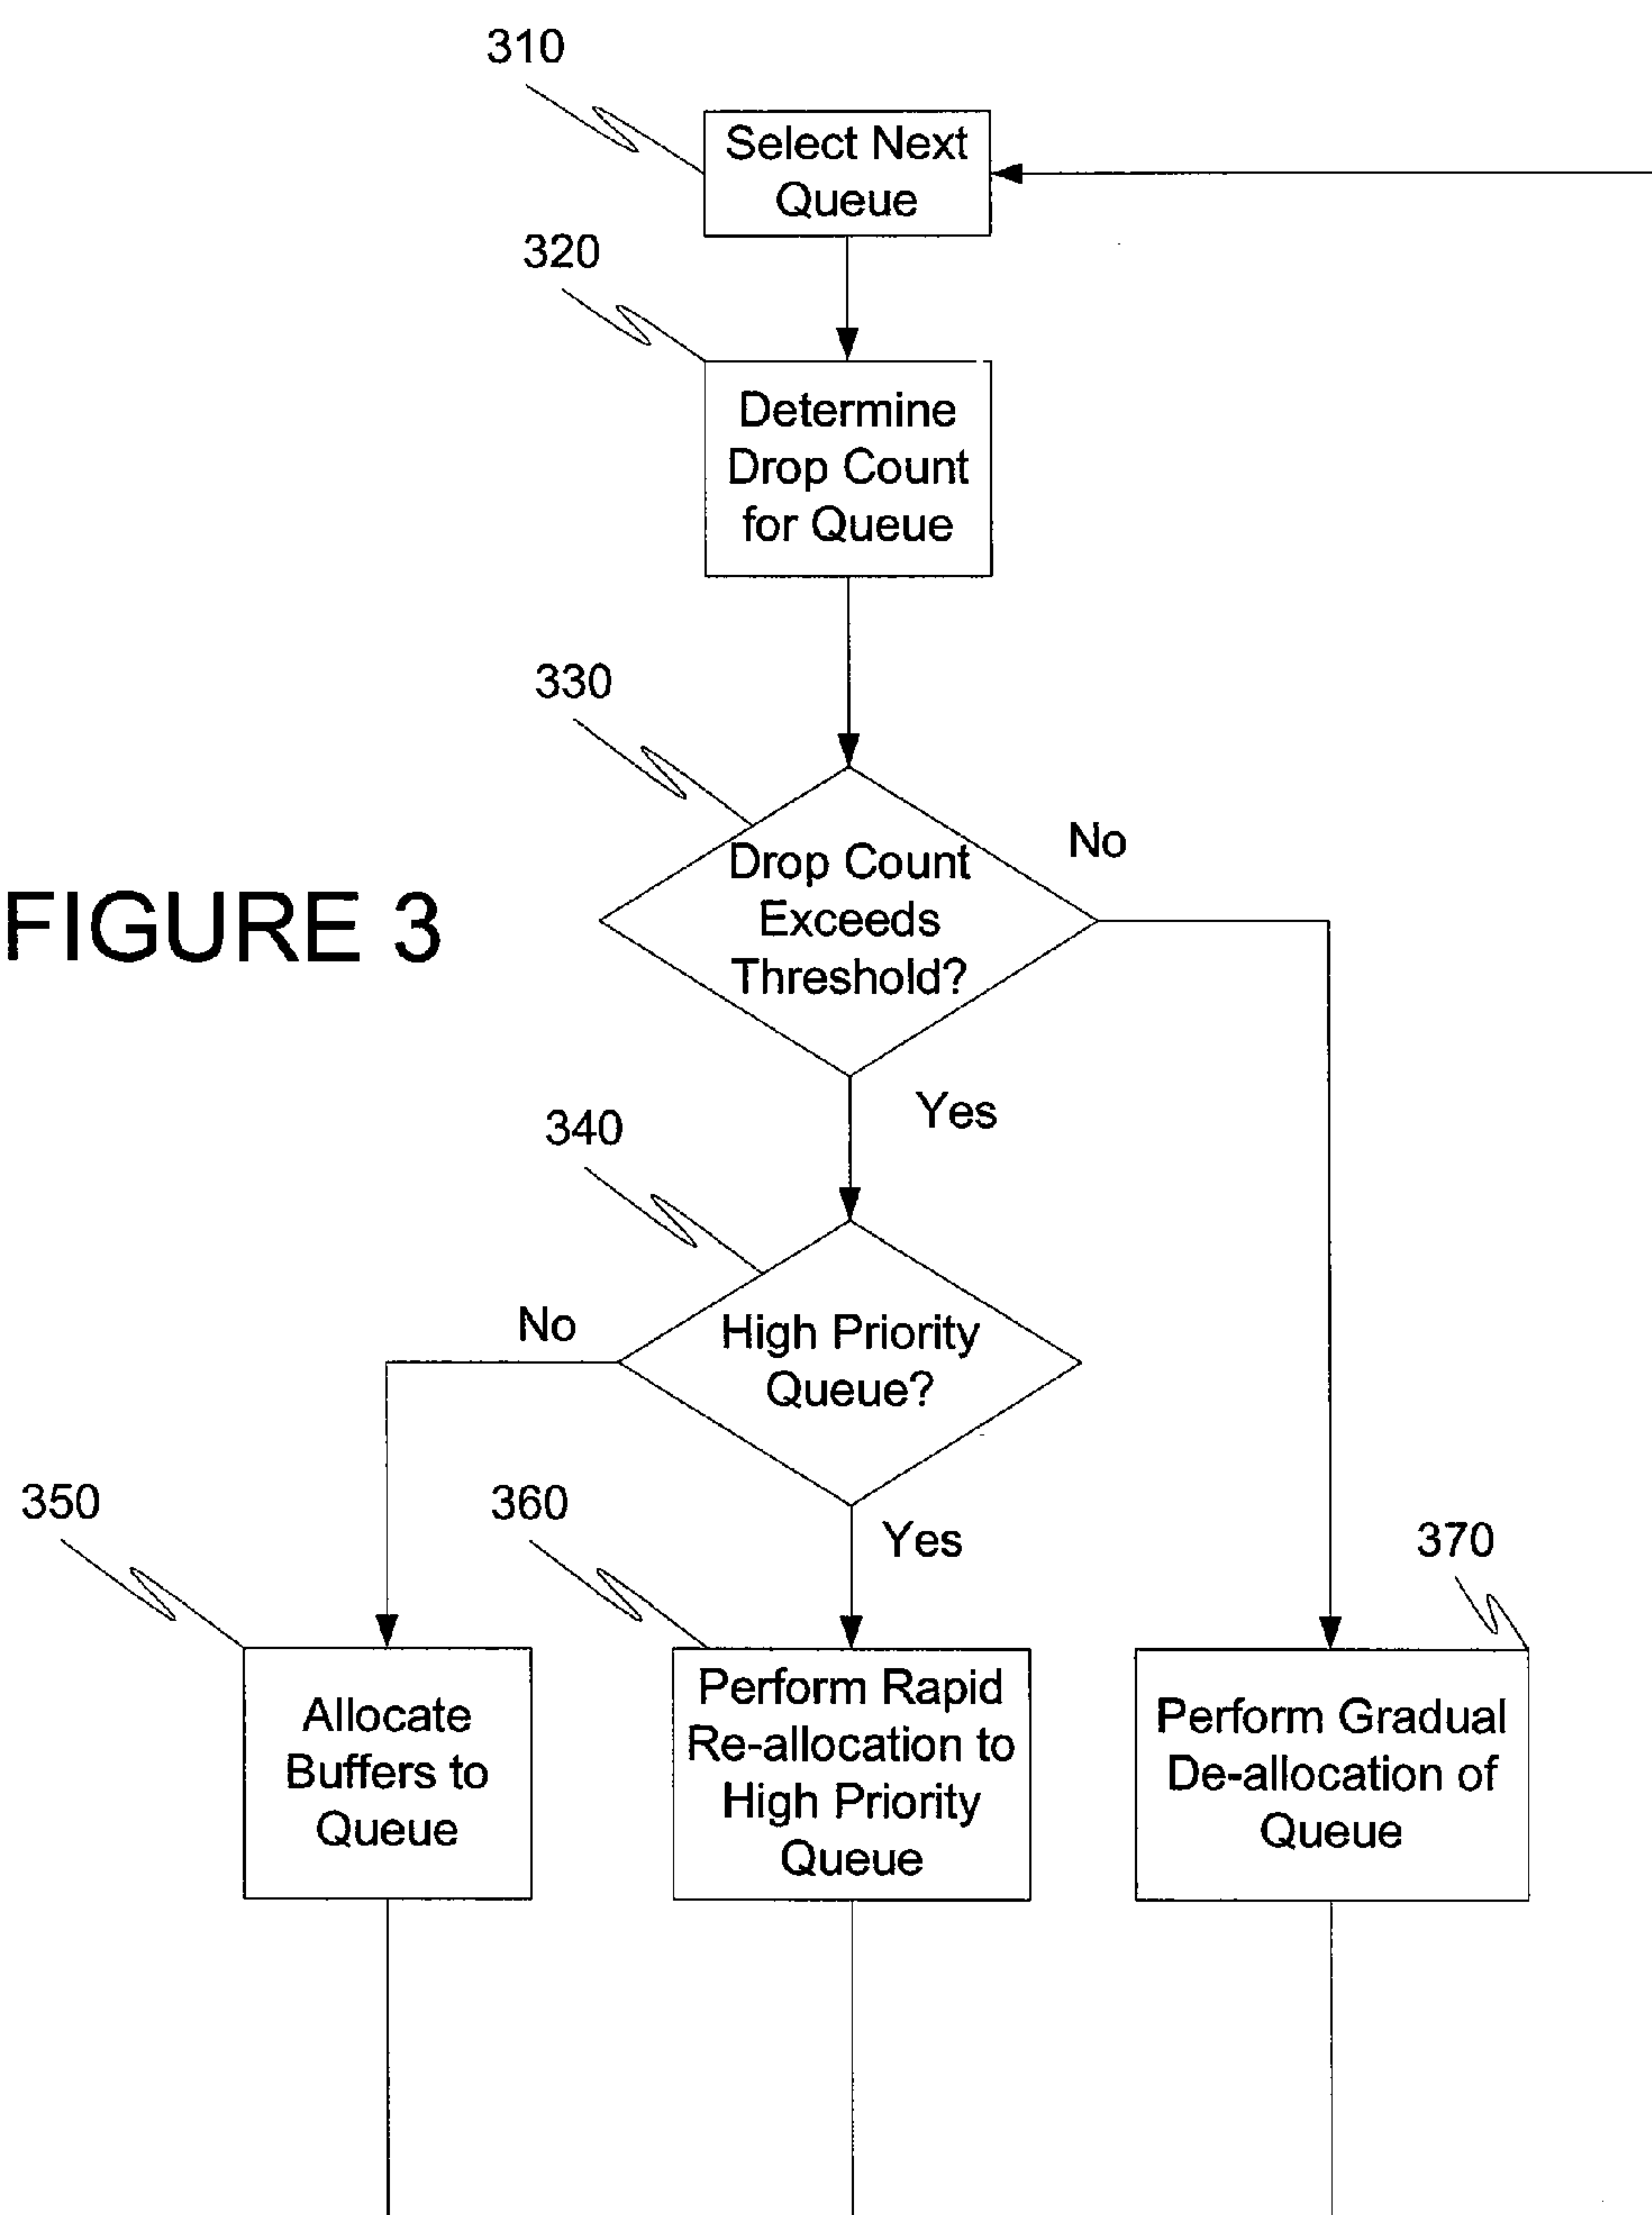 310
Select Next
Queue
320
Determine
Drop Count
for Queue
330
Drop Count
Exceeds
Threshold?
No
FIGURE 3
Yes
340
High Priority
Queue?
No
Yes
350
360
370
Allocate
Buffers to
Queue
Perform Rapid
Re-allocation to
High Priority
Queue
Perform Gradual
De-allocation of
Queue